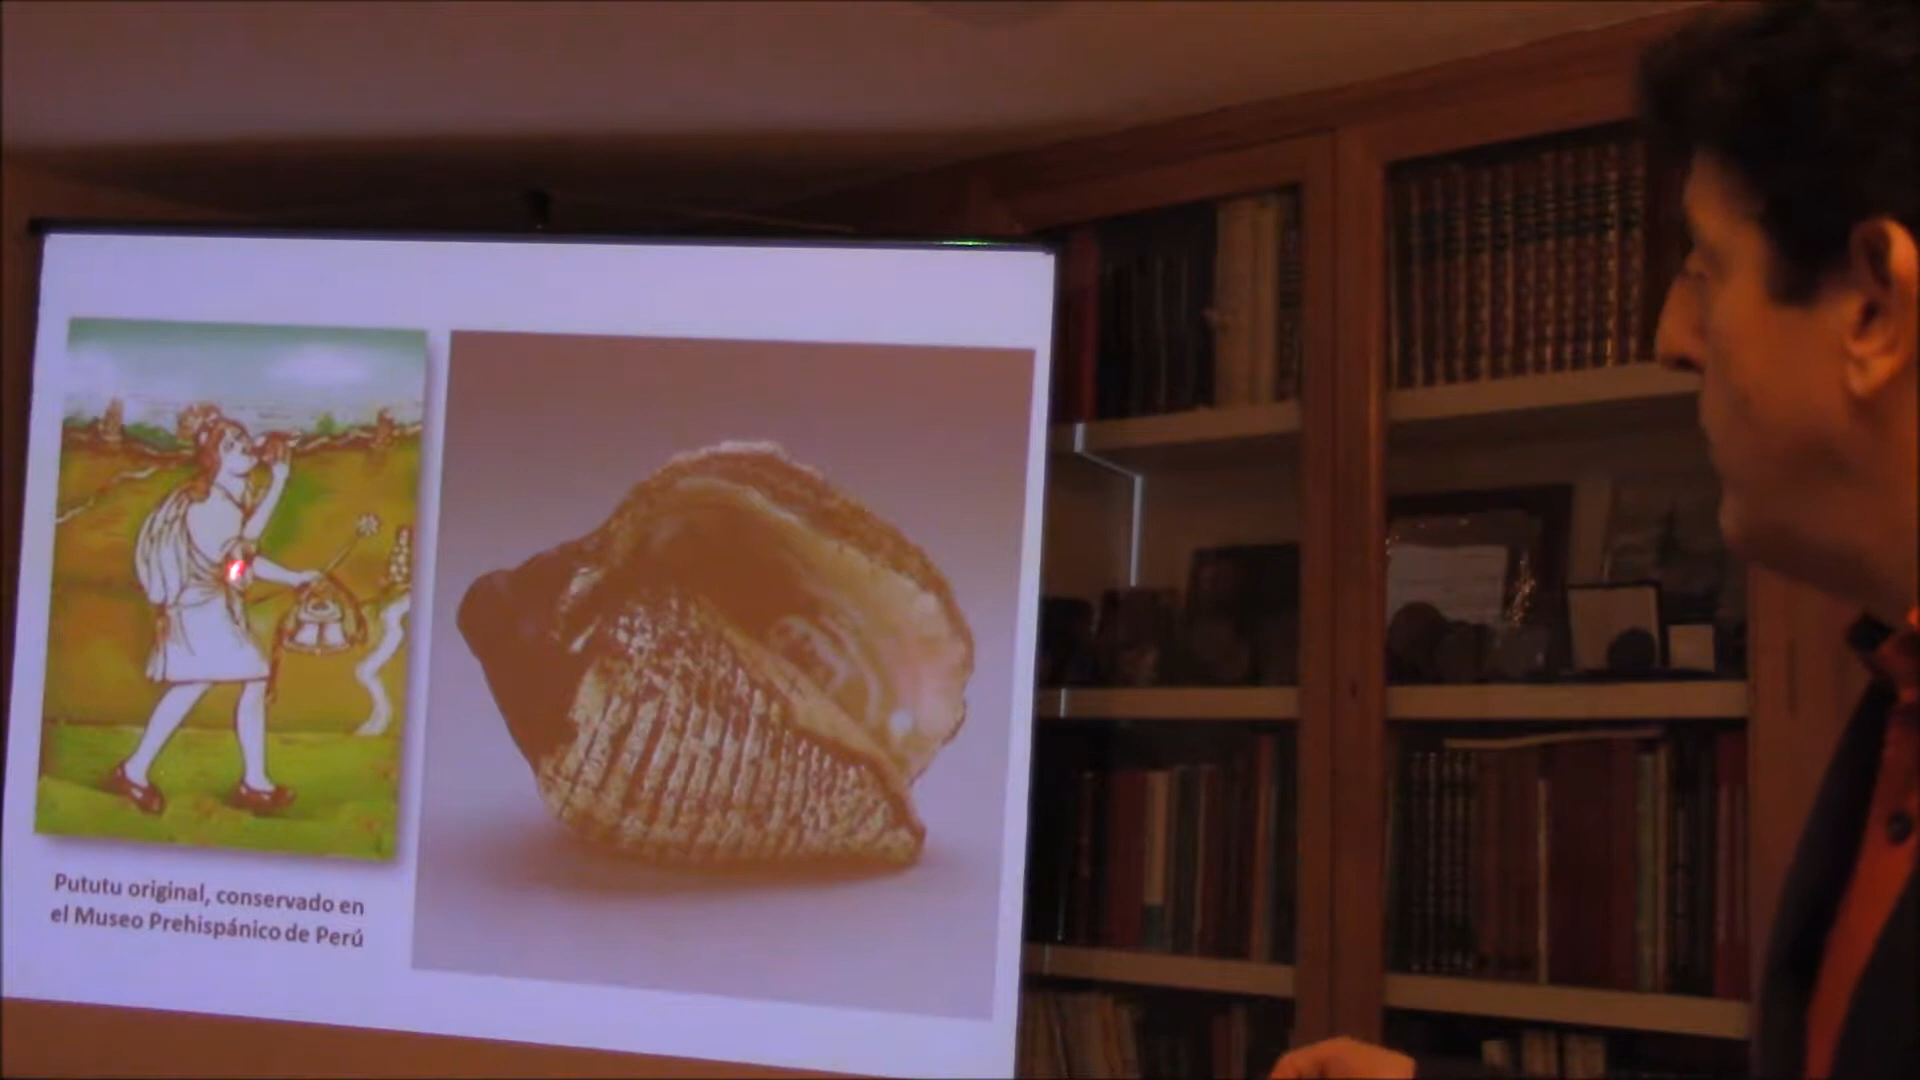 Pututu original, conservado en
el Museo Prehispánico de Perú